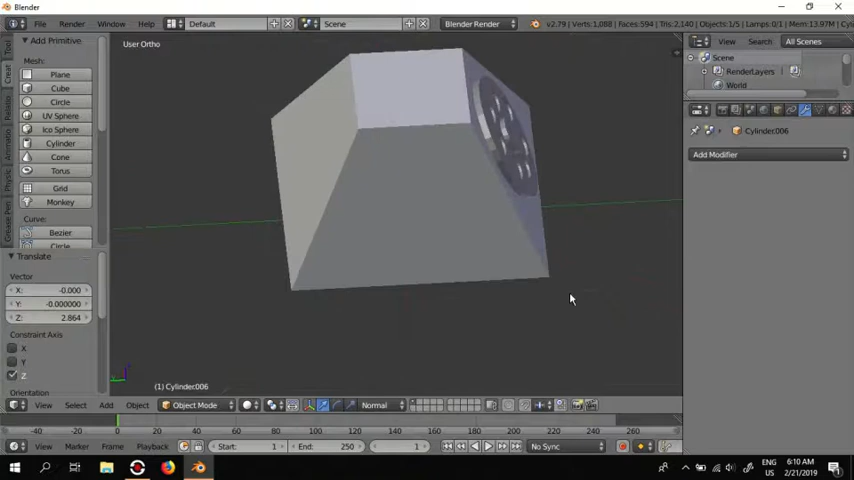 Blender
File Render Window Help Default Scene Blender Render v2.79 | Verts:1,088 | Faces:594 | Tris:2,140 | Objects:1/5 | Lamps:0/1 | Mem:13.97M | Cy
Add Primitive
Mesh:
Plane
Cube
Circle
UV Sphere
Ico Sphere
Cylinder
Cone
Torus
Grid
Monkey
Curve:
Bezier
Circle
Translate
Vector
X: -0.000
Y: -0.000000
Z: 2.864
Constraint Axis
X
Y
Z
Orientation
User Ortho
(1) Cylinder.006
View Search: All Scenes
Scene
RenderLayers
World
Cylinder.006
Add Modifier
View Select Add Object Object Mode Normal
-40 -20 0 20 40 60 80 100 120 140 160 180 200 220 240 260
View Marker Frame Playback Start: 1 End: 250 1 No Sync
ENG 6:10 AM
US 2/21/2019